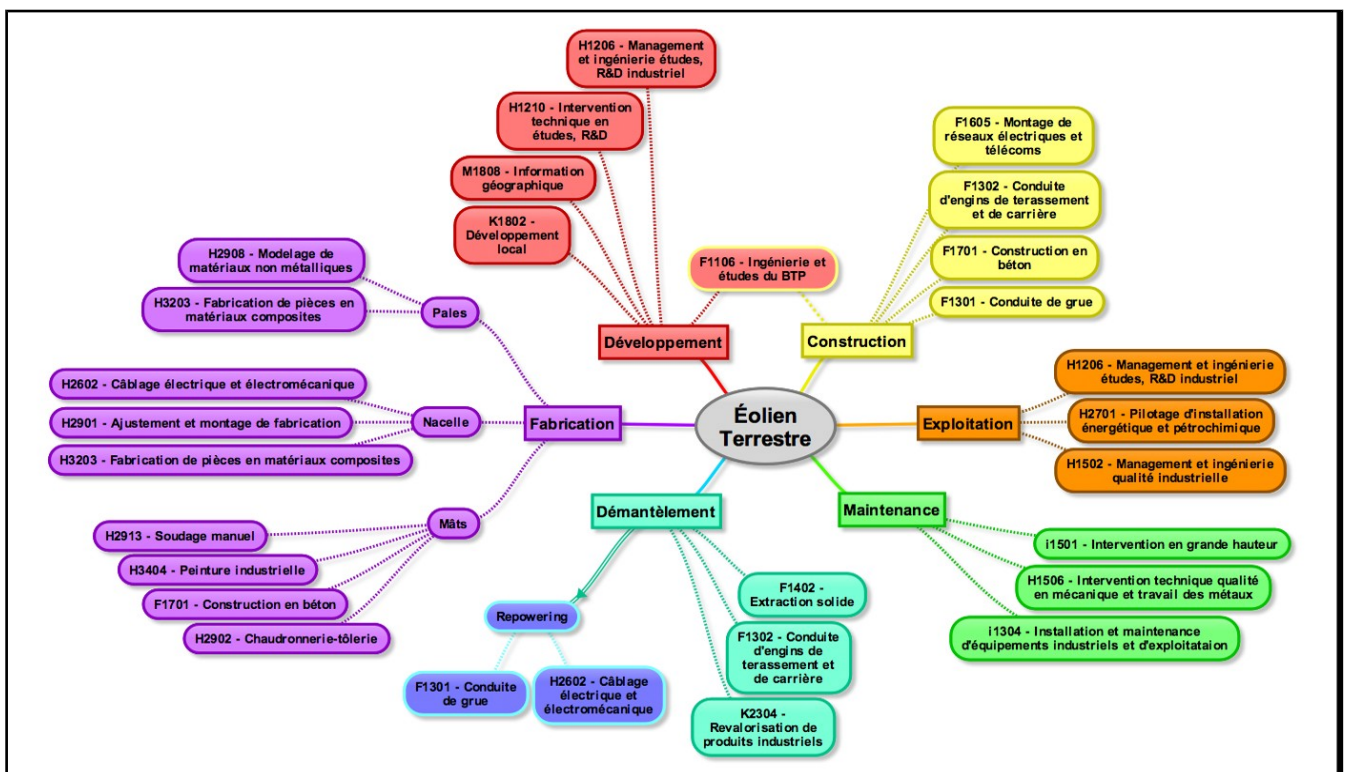 H1206 - Management
et ingénierie études,
R&D industriel
H1210 - Intervention
technique en
études, R&D
M1808 - Information
géographique
K1802 -
Développement
local
F1106 - Ingénierie et
études du BTP
Développement
F1605 - Montage de
réseaux électriques et
télécoms
F1302 - Conduite
d'engins de terassement
et de carrière
F1701 - Construction en
béton
F1301 - Conduite de grue
Construction
H2908 - Modelage de
matériaux non métalliques
H3203 - Fabrication de pièces en
matériaux composites
Pales
H2602 - Câblage électrique et électromécanique
H2901 - Ajustement et montage de fabrication
H3203 - Fabrication de pièces en matériaux composites
Nacelle
Fabrication
Éolien
Terrestre
Exploitation
H1206 - Management et ingénierie
études, R&D industriel
H2701 - Pilotage d'installation
énergétique et pétrochimique
H1502 - Management et ingénierie
qualité industrielle
Mâts
H2913 - Soudage manuel
H3404 - Peinture industrielle
F1701 - Construction en béton
H2902 - Chaudronnerie-tôlerie
Démantèlement
Repowering
F1301 - Conduite
de grue
H2602 - Câblage
électrique et
électromécanique
F1402 -
Extraction solide
F1302 - Conduite
d'engins de
terassement et
de carrière
K2304 -
Revalorisation de
produits industriels
Maintenance
i1501 - Intervention en grande hauteur
H1506 - Intervention technique qualité
en mécanique et travail des métaux
i1304 - Installation et maintenance
d'équipements industriels et d'exploitataion